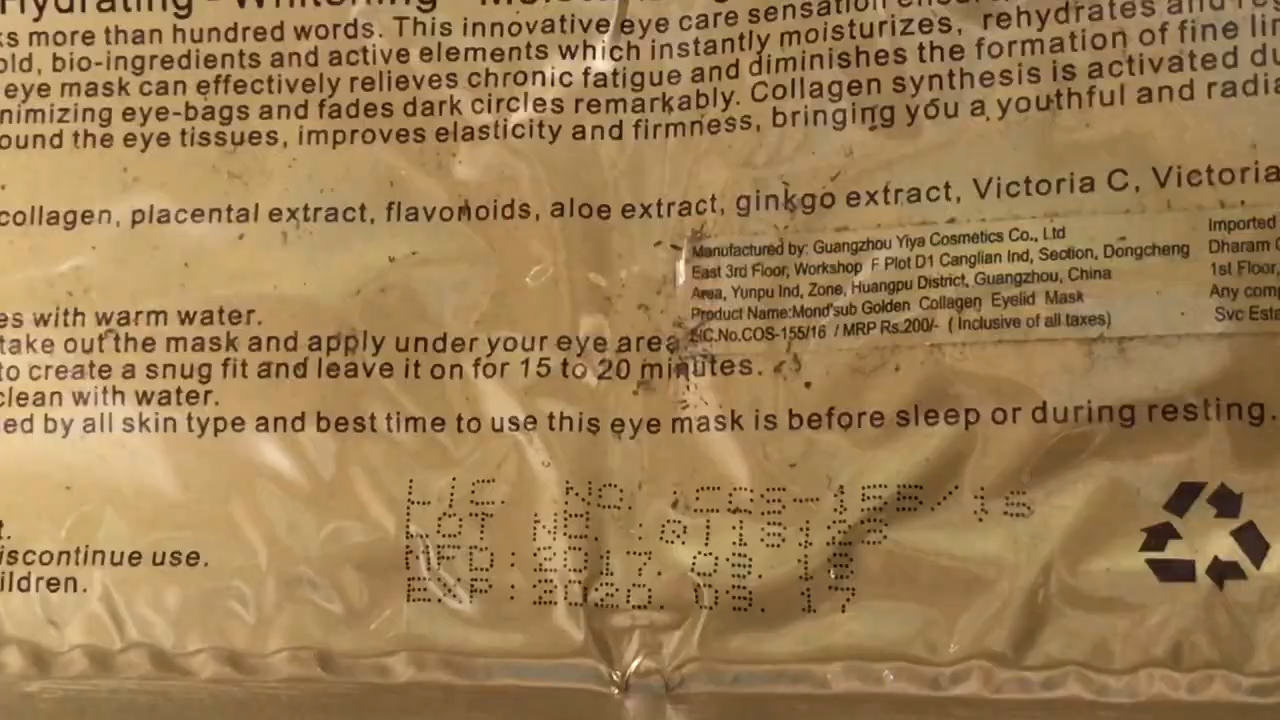 Hydrating - Whitening
s more than hundred words. This innovative eye care sensation
old, bio-ingredients and active elements which instantly moisturizes, rehydrates and
eye mask can effectively relieves chronic fatigue and diminishes the formation of fine
nimizing eye-bags and fades dark circles remarkably. Collagen synthesis is activated
ound the eye tissues, improves elasticity and firmness, bringing you a youthful and
collagen, placental extract, flavonoids, aloe extract, ginkgo extract, Victoria C, Victoria
Manufactured by: Guangzhou Yiya Cosmetics Co., Ltd
East 3rd Floor, Workshop F Plot D1 Canglian Ind, Section, Dongcheng
Area, Yunpu Ind, Zone, Huangpu District, Guangzhou, China
Product Name:Mond'sub Golden Collagen Eyelid Mask
LIC.No.COS-155/16 / MRP Rs.200/- ( Inclusive of all taxes)
Imported
Dharam
1st Floor,
Any com
Svc Esta
es with warm water.
take out the mask and apply under your eye area
to create a snug fit and leave it on for 15 to 20 minutes.
clean with water.
ed by all skin type and best time to use this eye mask is before sleep or during resting.
t.
iscontinue use.
ildren.
LIC. NO.
LOT NO.
MFD: 2017. 09. 18
EXP: 2020. 09. 17